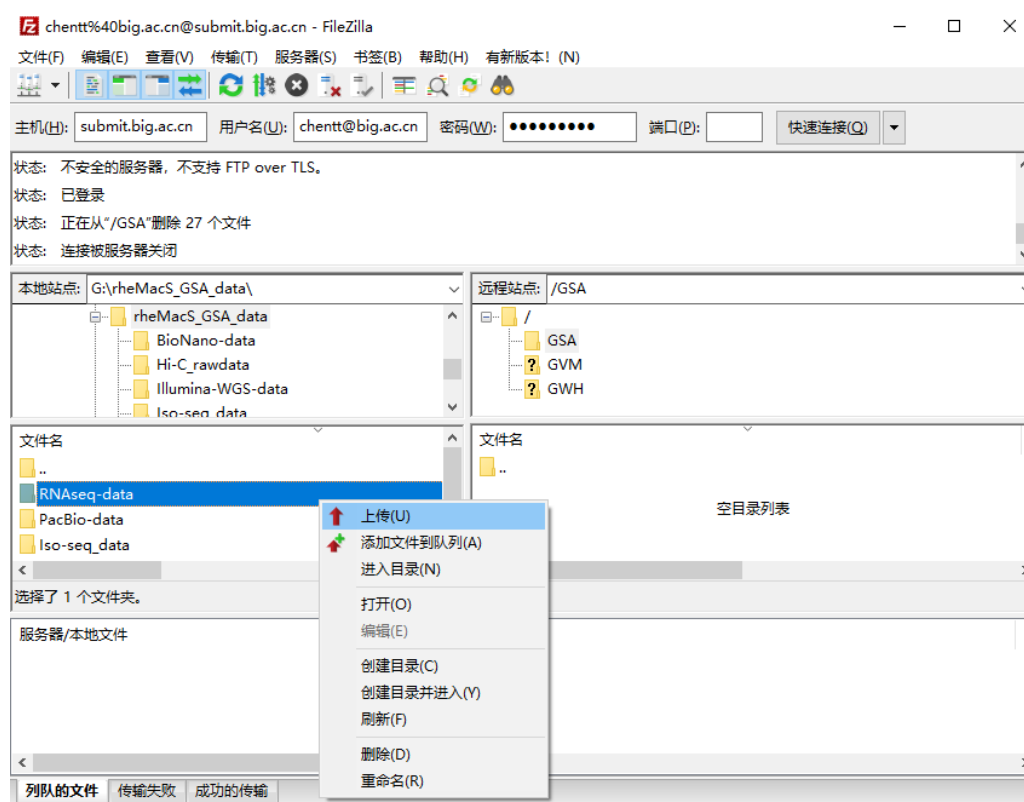 chentt%40big.ac.cn@submit.big.ac.cn - FileZilla
文件(F) 编辑(E) 查看(V) 传输(T) 服务器(S) 书签(B) 帮助(H) 有新版本! (N)
主机(H): submit.big.ac.cn 用户名(U): chentt@big.ac.cn 密码(W): ●●●●●●●●● 端口(P): 快速连接(Q)
状态: 不安全的服务器，不支持 FTP over TLS。
状态: 已登录
状态: 正在从“/GSA”删除 27 个文件
状态: 连接被服务器关闭
本地站点: G:\rheMacS_GSA_data\ 远程站点: /GSA
rheMacS_GSA_data
BioNano-data
Hi-C_rawdata
Illumina-WGS-data
Iso-seq_data
/
GSA
GVM
GWH
文件名
..
RNAseq-data
PacBio-data
Iso-seq_data
选择了 1 个文件夹。
文件名
..
空目录列表
上传(U)
添加文件到队列(A)
进入目录(N)
打开(O)
编辑(E)
创建目录(C)
创建目录并进入(Y)
刷新(F)
删除(D)
重命名(R)
服务器/本地文件
列队的文件 传输失败 成功的传输